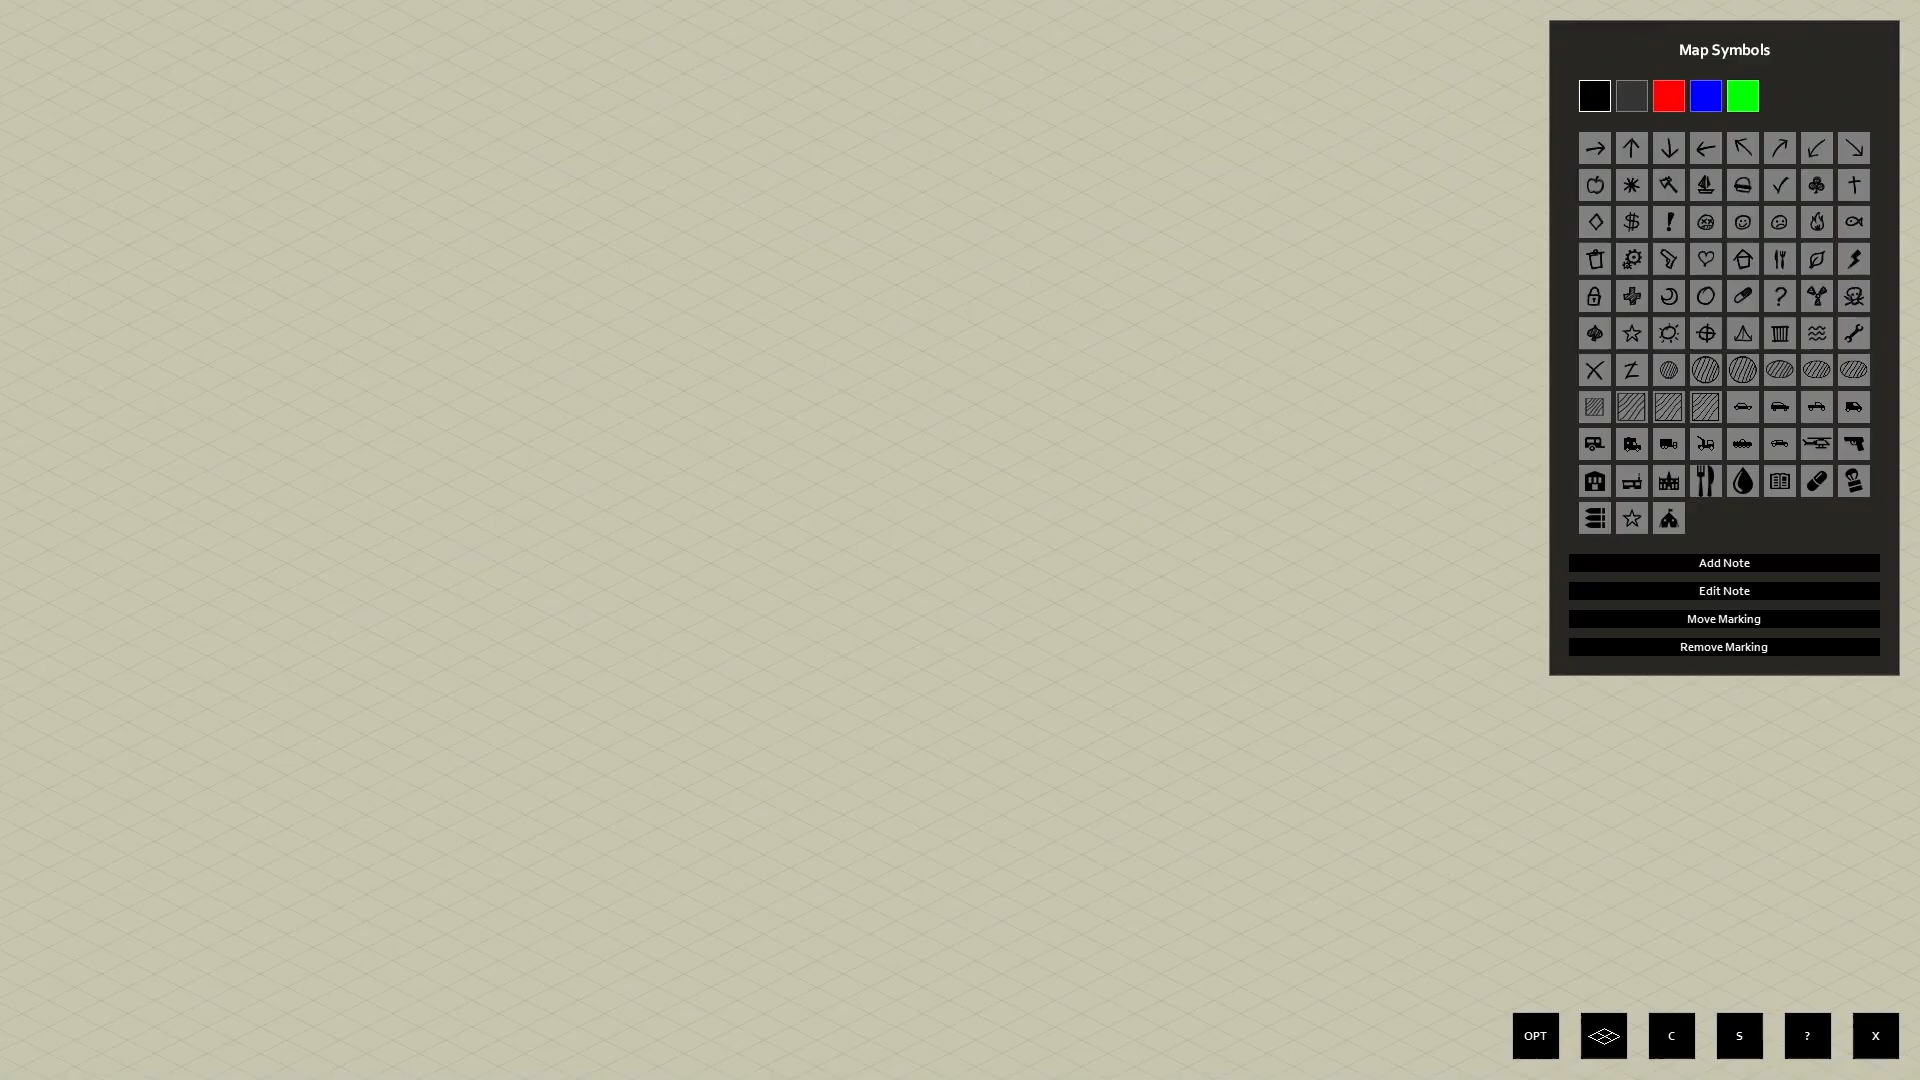 Map Symbols
Add Note
Edit Note
Move Marking
Remove Marking
OPT
C
S
?
X